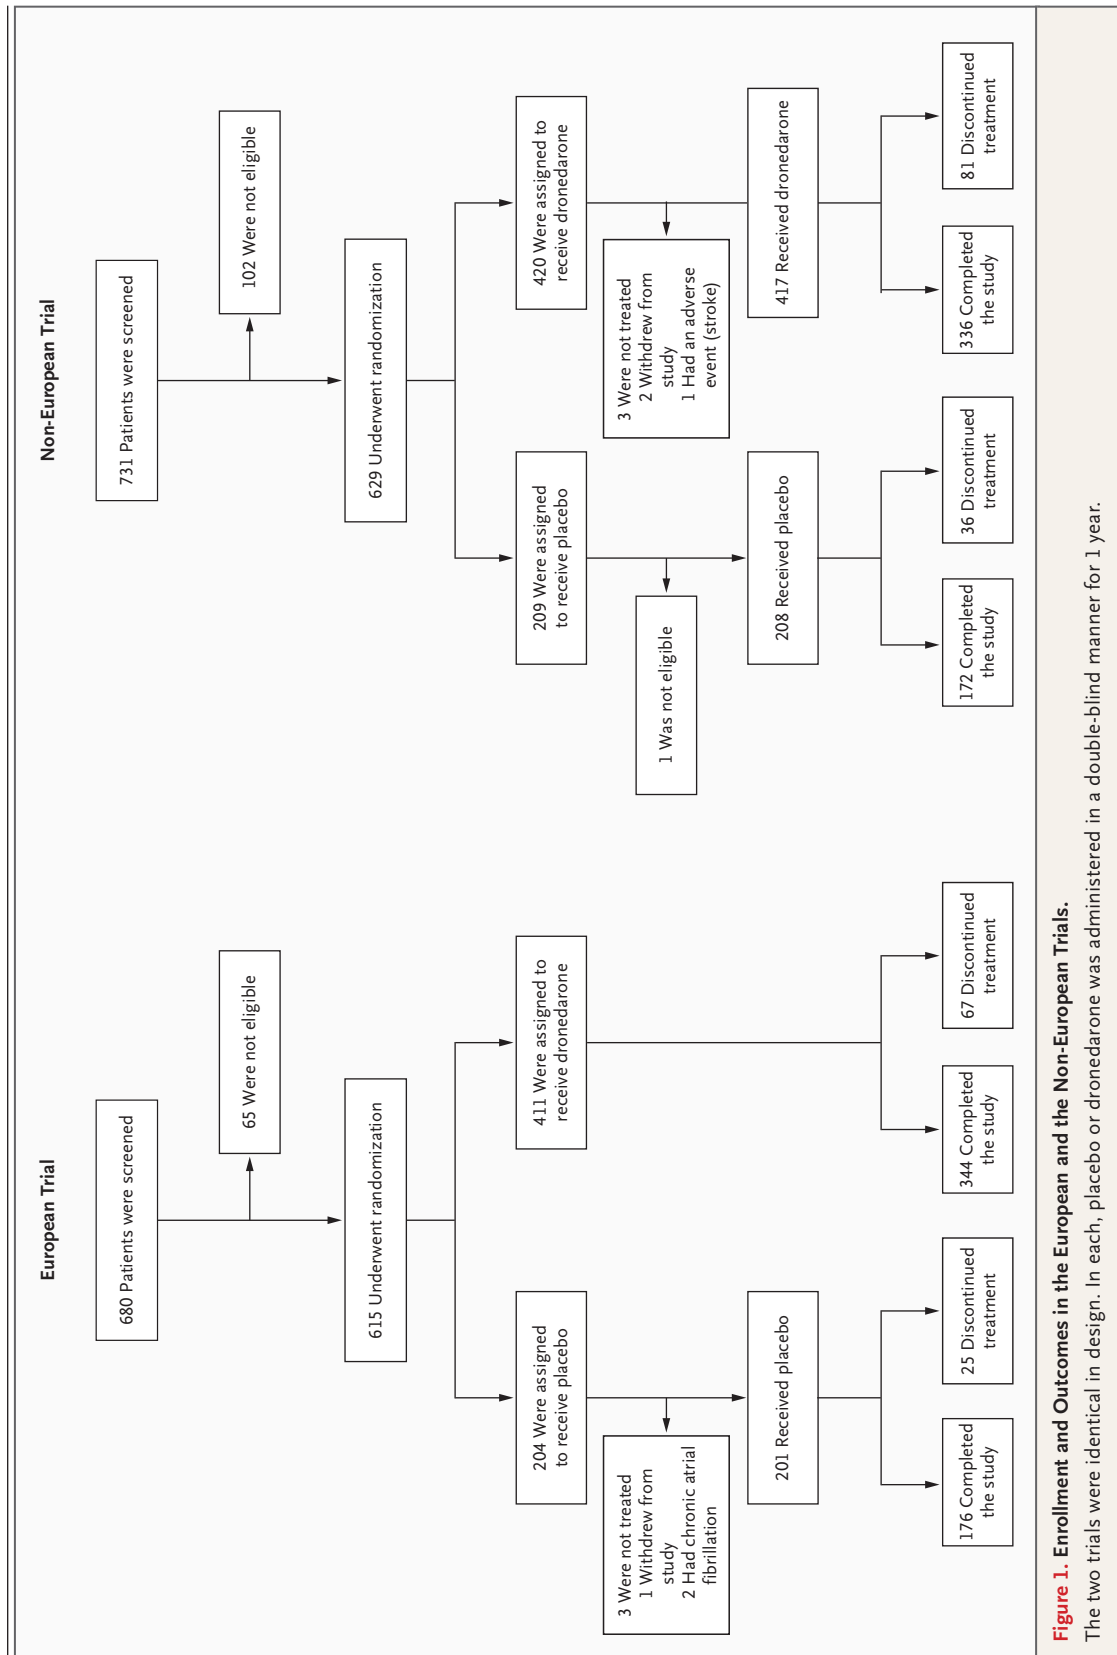 European Trial
680 Patients were screened
65 Were not eligible
615 Underwent randomization
204 Were assigned
to receive placebo
411 Were assigned to
receive dronedarone
3 Were not treated
1 Withdrew from
study
2 Had chronic atrial
fibrillation
201 Received placebo
176 Completed
the study
25 Discontinued
treatment
344 Completed
the study
67 Discontinued
treatment
Non-European Trial
731 Patients were screened
102 Were not eligible
629 Underwent randomization
209 Were assigned
to receive placebo
420 Were assigned to
receive dronedarone
1 Was not eligible
3 Were not treated
2 Withdrew from
study
1 Had an adverse
event (stroke)
208 Received placebo
417 Received dronedarone
172 Completed
the study
36 Discontinued
treatment
336 Completed
the study
81 Discontinued
treatment
Figure 1. Enrollment and Outcomes in the European and the Non-European Trials.
The two trials were identical in design. In each, placebo or dronedarone was administered in a double-blind manner for 1 year.